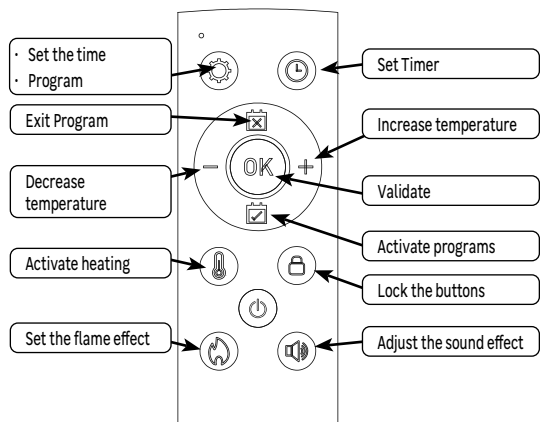 · Set the time
· Program
Set Timer
Exit Program
Increase temperature
OK
Decrease
temperature
Validate
Activate programs
Activate heating
Lock the buttons
Set the flame effect
Adjust the sound effect